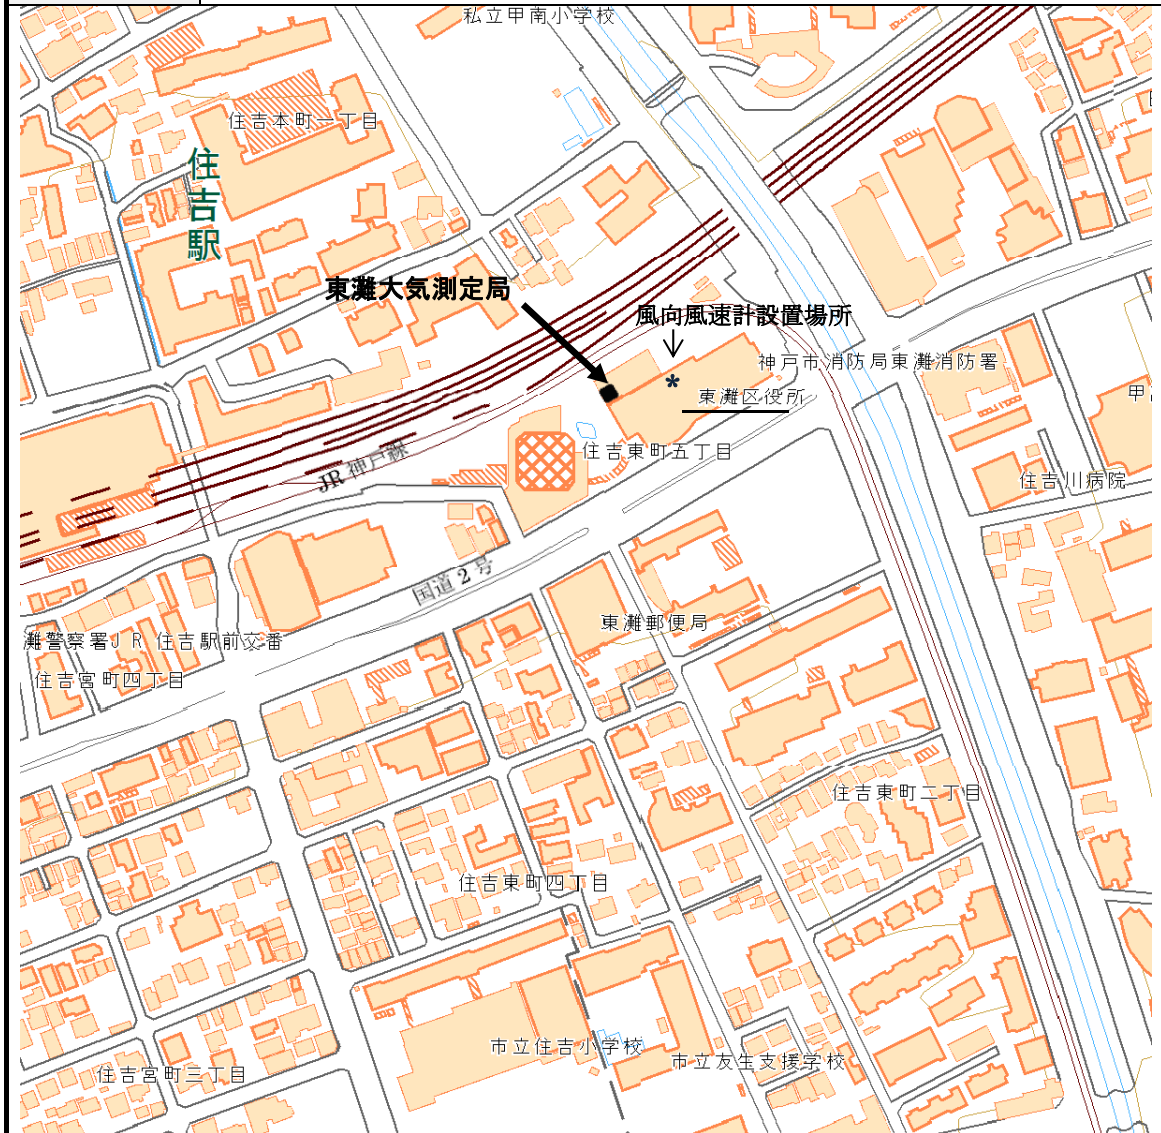 私立甲南小学校
住吉本町一丁目
住吉駅
東灘大気測定局
風向風速計設置場所
*
神戸市消防局東灘消防署
東灘区役所
住吉東町五丁目
JR 神戸線
住吉川病院
国道 2 号
東灘郵便局
灘警察署JR 住吉駅前交番
住吉宮町四丁目
住吉東町二丁目
住吉東町四丁目
市立住吉小学校
市立友生支援学校
住吉宮町三丁目